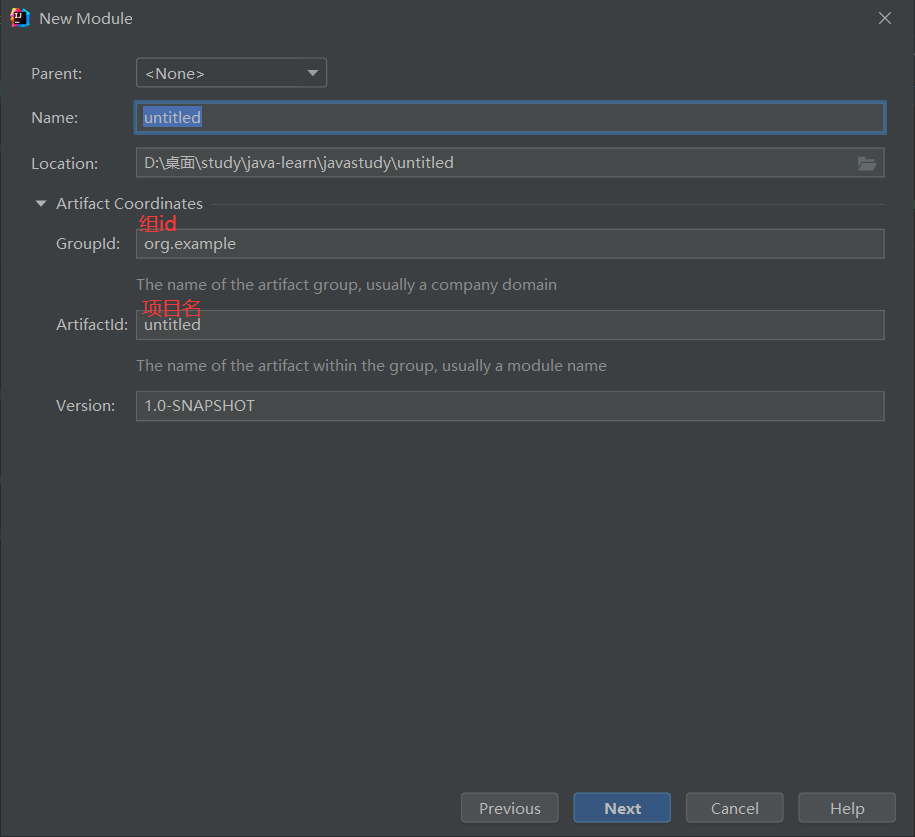 New Module
Parent: <None>
Name: untitled
Location: D:\桌面\study\java-learn\javastudy\untitled
Artifact Coordinates
组id
GroupId: org.example
The name of the artifact group, usually a company domain
项目名
ArtifactId: untitled
The name of the artifact within the group, usually a module name
Version: 1.0-SNAPSHOT
Previous Next Cancel Help